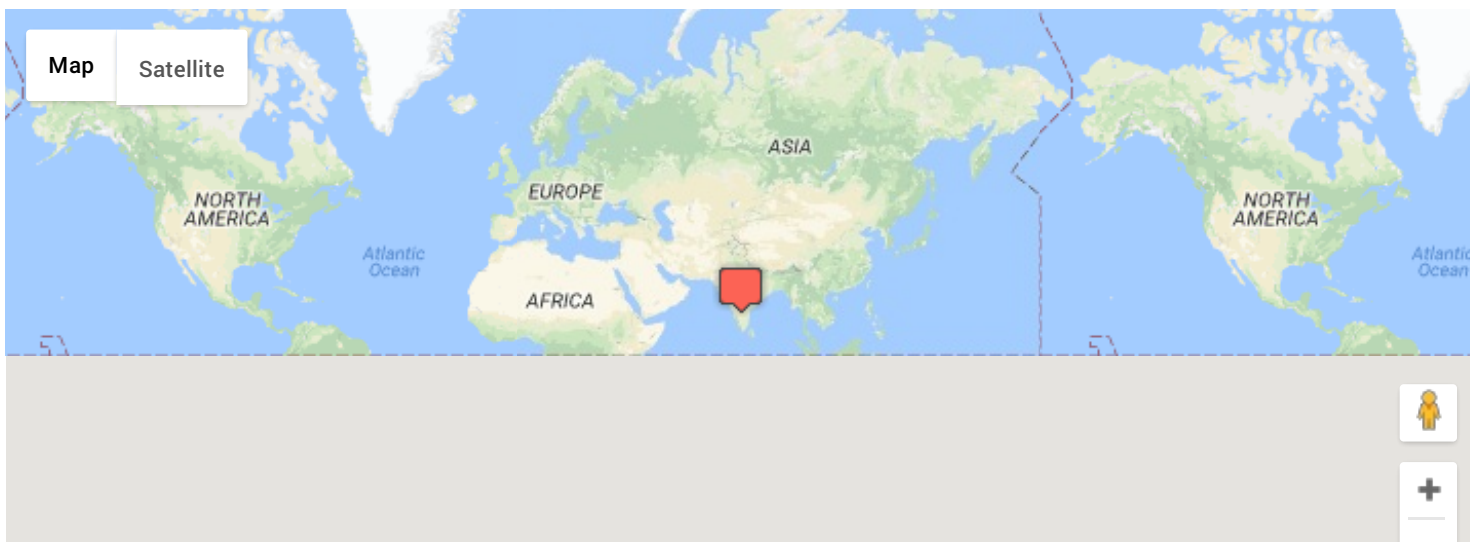 Map
Satellite
ASIA
EUROPE
NORTH
AMERICA
NORTH
AMERICA
Atlantic
Ocean
Atlantic
Ocean
AFRICA